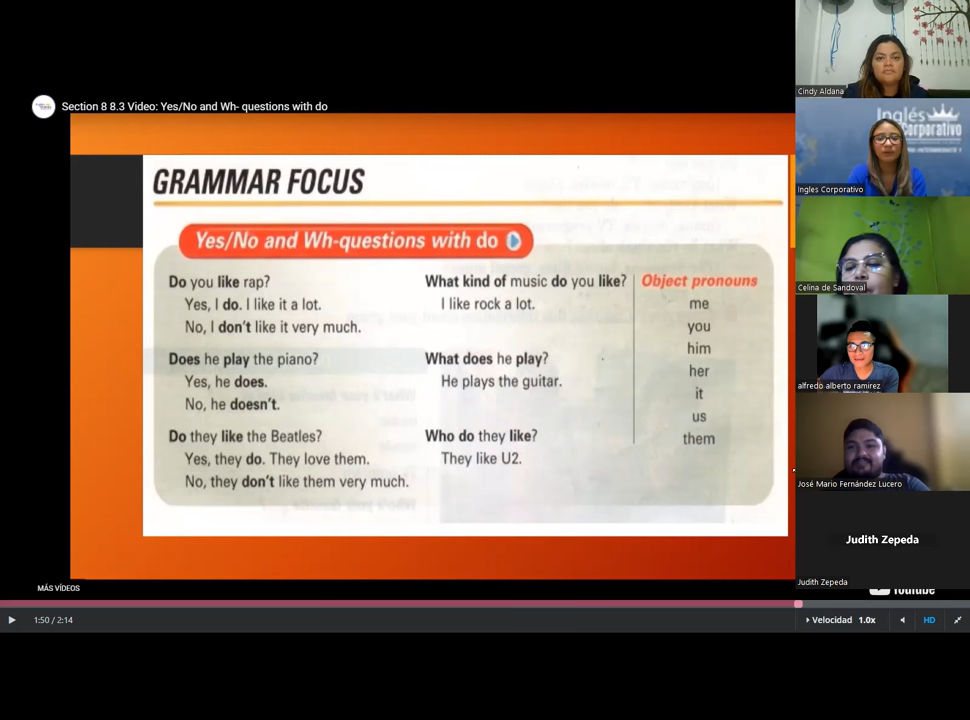 Section 8 8.3 Video: Yes/No and Wh- questions with do
GRAMMAR FOCUS
Yes/No and Wh-questions with do
Do you like rap?
Yes, I do. I like it a lot.
No, I don't like it very much.
Does he play the piano?
Yes, he does.
No, he doesn't.
Do they like the Beatles?
Yes, they do. They love them.
No, they don't like them very much.
What kind of music do you like?
I like rock a lot.
What does he play?
He plays the guitar.
Who do they like?
They like U2.
Object pronouns
me
you
him
her
it
us
them
MÁS VÍDEOS
YouTube
1:50 / 2:14
Velocidad 1.0x
HD
Cindy Aldana
Inglés
Corporativo
Ingles Corporativo
Celina de Sandoval
alfredo alberto ramirez
José Mario Fernández Lucero
Judith Zepeda
Judith Zepeda